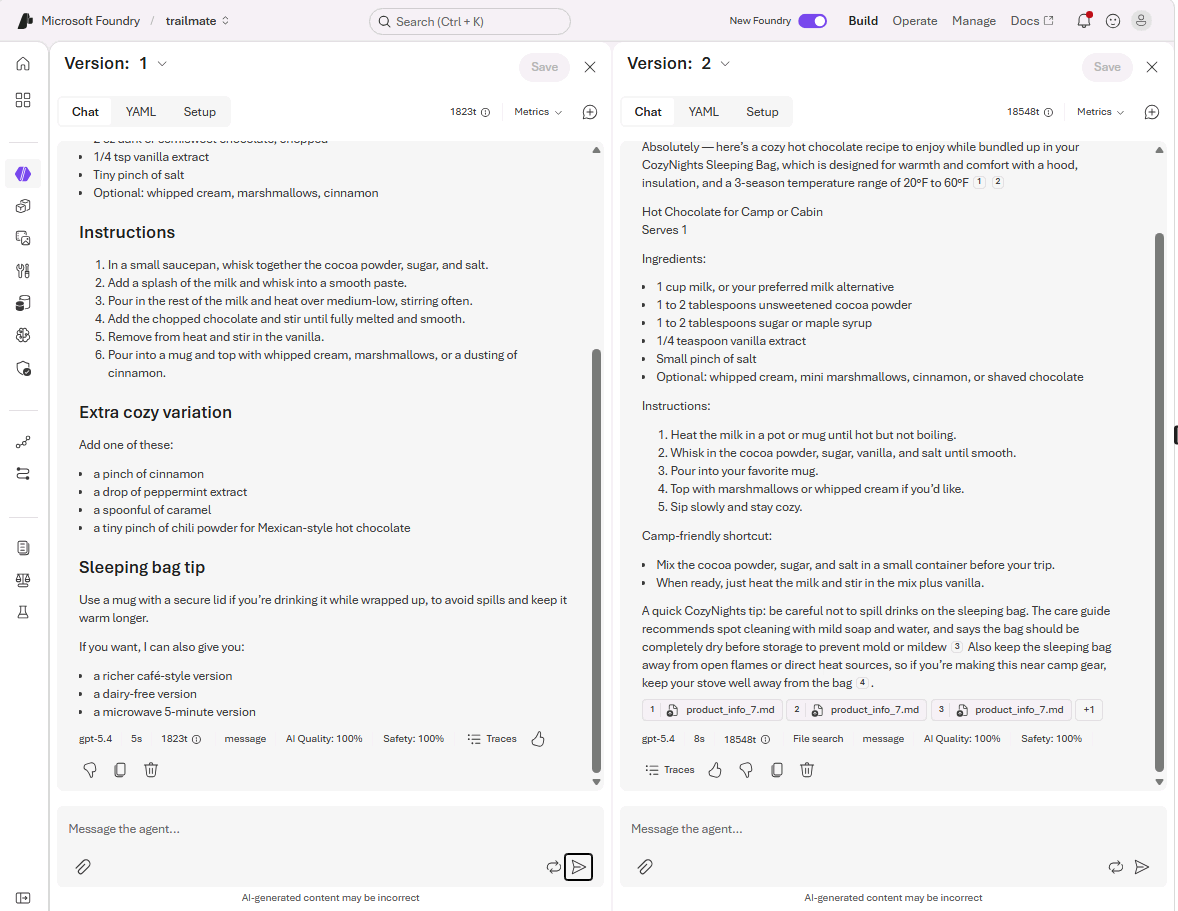 Microsoft Foundry / trailmate
Search (Ctrl + K)
New Foundry
Build Operate Manage Docs
Version: 1
Save
Chat YAML Setup
1823t
Metrics
1/4 tsp vanilla extract
Tiny pinch of salt
Optional: whipped cream, marshmallows, cinnamon
Instructions
1. In a small saucepan, whisk together the cocoa powder, sugar, and salt.
2. Add a splash of the milk and whisk into a smooth paste.
3. Pour in the rest of the milk and heat over medium-low, stirring often.
4. Add the chopped chocolate and stir until fully melted and smooth.
5. Remove from heat and stir in the vanilla.
6. Pour into a mug and top with whipped cream, marshmallows, or a dusting of
cinnamon.
Extra cozy variation
Add one of these:
a pinch of cinnamon
a drop of peppermint extract
a spoonful of caramel
a tiny pinch of chili powder for Mexican-style hot chocolate
Sleeping bag tip
Use a mug with a secure lid if you're drinking it while wrapped up, to avoid spills and keep it
warm longer.
If you want, I can also give you:
a richer café-style version
a dairy-free version
a microwave 5-minute version
gpt-5.4 5s 1823t message AI Quality: 100% Safety: 100% Traces
Message the agent...
AI-generated content may be incorrect
Version: 2
Save
Chat YAML Setup
18548t
Metrics
Absolutely — here's a cozy hot chocolate recipe to enjoy while bundled up in your
CozyNights Sleeping Bag, which is designed for warmth and comfort with a hood,
insulation, and a 3-season temperature range of 20°F to 60°F 1 2
Hot Chocolate for Camp or Cabin
Serves 1
Ingredients:
1 cup milk, or your preferred milk alternative
1 to 2 tablespoons unsweetened cocoa powder
1 to 2 tablespoons sugar or maple syrup
1/4 teaspoon vanilla extract
Small pinch of salt
Optional: whipped cream, mini marshmallows, cinnamon, or shaved chocolate
Instructions:
1. Heat the milk in a pot or mug until hot but not boiling.
2. Whisk in the cocoa powder, sugar, vanilla, and salt until smooth.
3. Pour into your favorite mug.
4. Top with marshmallows or whipped cream if you'd like.
5. Sip slowly and stay cozy.
Camp-friendly shortcut:
Mix the cocoa powder, sugar, and salt in a small container before your trip.
When ready, just heat the milk and stir in the mix plus vanilla.
A quick CozyNights tip: be careful not to spill drinks on the sleeping bag. The care guide
recommends spot cleaning with mild soap and water, and says the bag should be
completely dry before storage to prevent mold or mildew 3 Also keep the sleeping bag
away from open flames or direct heat sources, so if you're making this near camp gear,
keep your stove well away from the bag 4 .
1 product_info_7.md 2 product_info_7.md 3 product_info_7.md +1
gpt-5.4 8s 18548t File search message AI Quality: 100% Safety: 100%
Traces
Message the agent...
AI-generated content may be incorrect